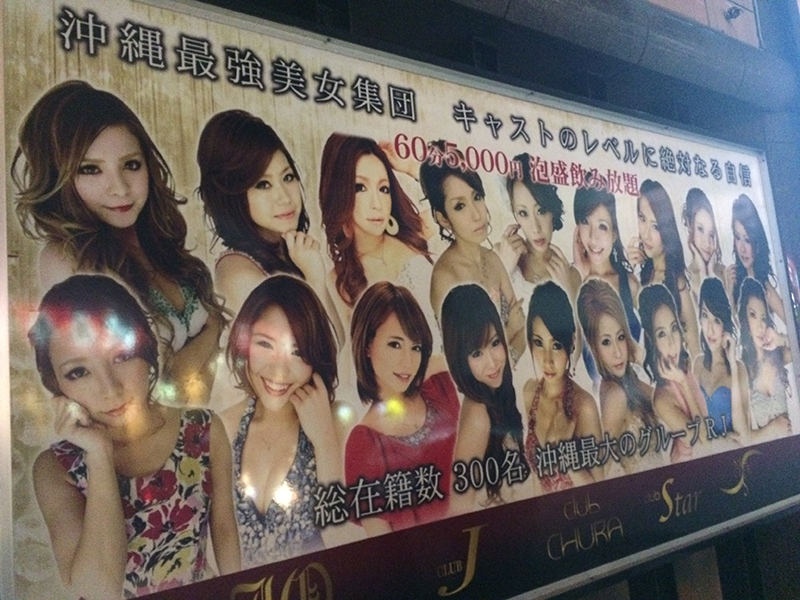 沖縄最強美女集団 キャストのレベルに絶対なる自信
60分5,000円 泡盛飲み放題
総在籍数 300名 沖縄最大のグループRJ
CLUB J
club CHURA
Star